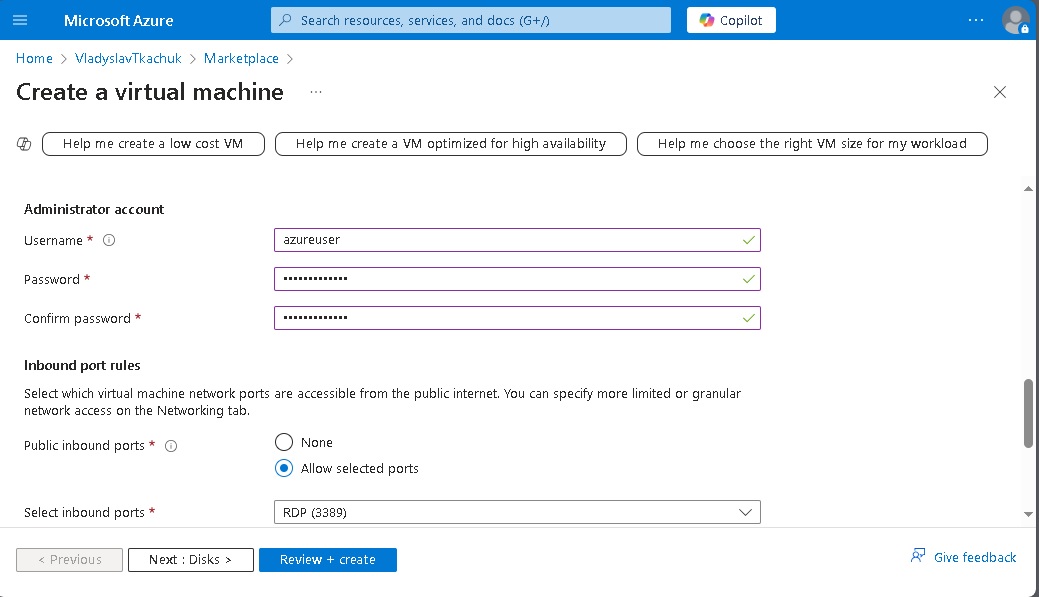 Microsoft Azure
Search resources, services, and docs (G+/)
Copilot
...
Home > VladyslavTkachuk > Marketplace >
Create a virtual machine ...
Help me create a low cost VM
Help me create a VM optimized for high availability
Help me choose the right VM size for my workload
Administrator account
Username *
azureuser
Password *
•••••••••••••
Confirm password *
•••••••••••••
Inbound port rules
Select which virtual machine network ports are accessible from the public internet. You can specify more limited or granular
network access on the Networking tab.
Public inbound ports *
None
Allow selected ports
Select inbound ports *
RDP (3389)
< Previous
Next : Disks >
Review + create
Give feedback